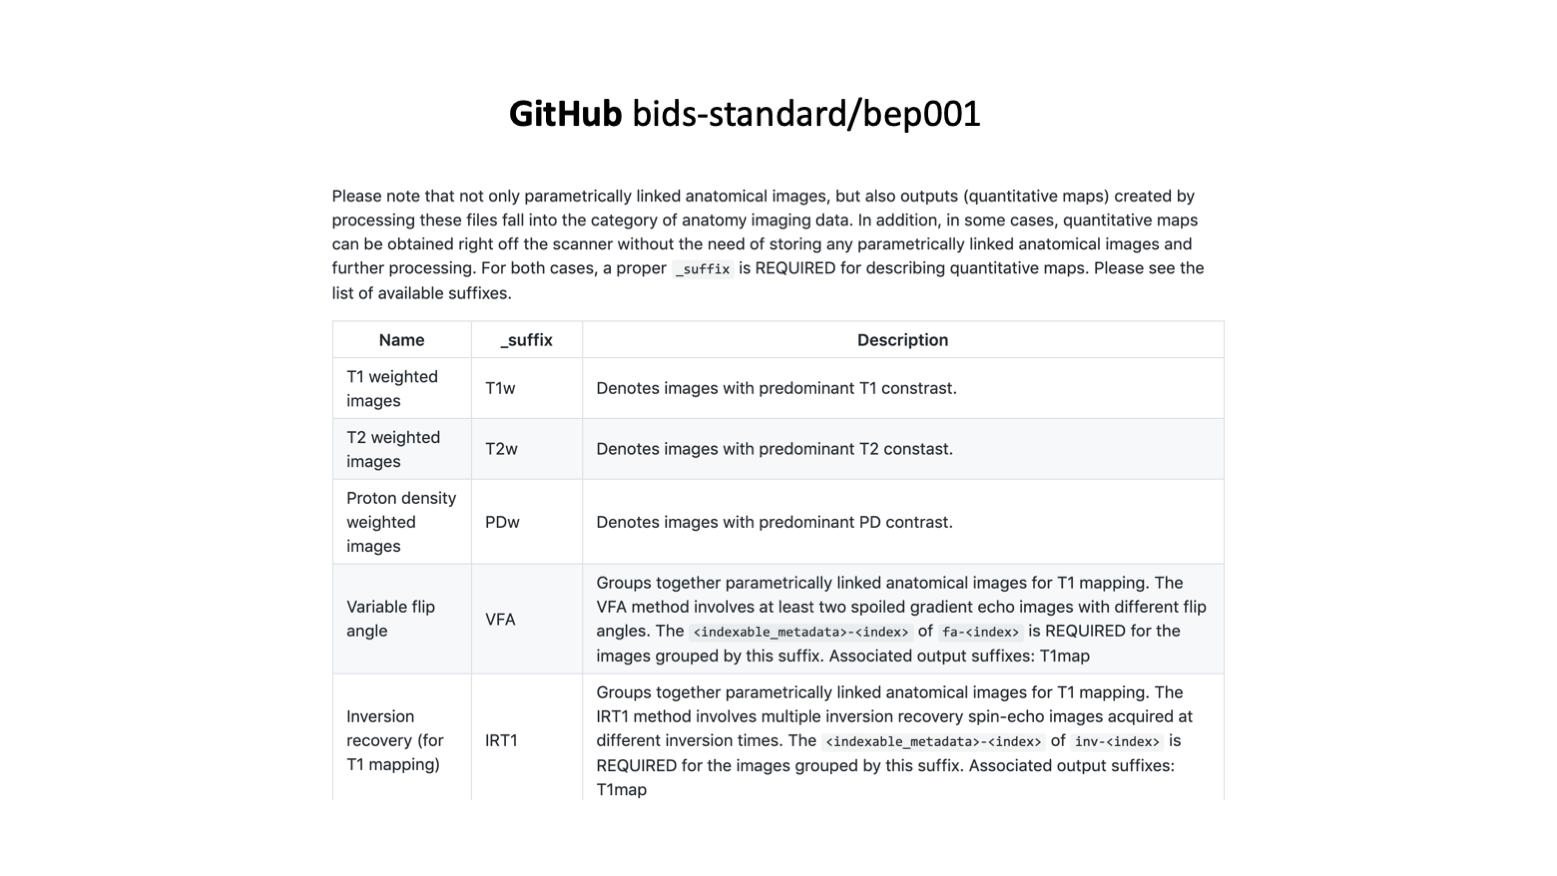 GitHub bids-standard/bep001
Please note that not only parametrically linked anatomical images, but also outputs (quantitative maps) created by
processing these files fall into the category of anatomy imaging data. In addition, in some cases, quantitative maps
can be obtained right off the scanner without the need of storing any parametrically linked anatomical images and
further processing. For both cases, a proper _suffix is REQUIRED for describing quantitative maps. Please see the
list of available suffixes.
Name _suffix Description
T1 weighted
images
T1w
Denotes images with predominant T1 constrast.
T2 weighted
images
T2w
Denotes images with predominant T2 constast.
Proton density
weighted
images
PDw
Denotes images with predominant PD contrast.
Variable flip
angle
VFA
Groups together parametrically linked anatomical images for T1 mapping. The
VFA method involves at least two spoiled gradient echo images with different flip
angles. The <indexable_metadata>-<index> of fa-<index> is REQUIRED for the
images grouped by this suffix. Associated output suffixes: T1map
Inversion
recovery (for
T1 mapping)
IRT1
Groups together parametrically linked anatomical images for T1 mapping. The
IRT1 method involves multiple inversion recovery spin-echo images acquired at
different inversion times. The <indexable_metadata>-<index> of inv-<index> is
REQUIRED for the images grouped by this suffix. Associated output suffixes:
T1map